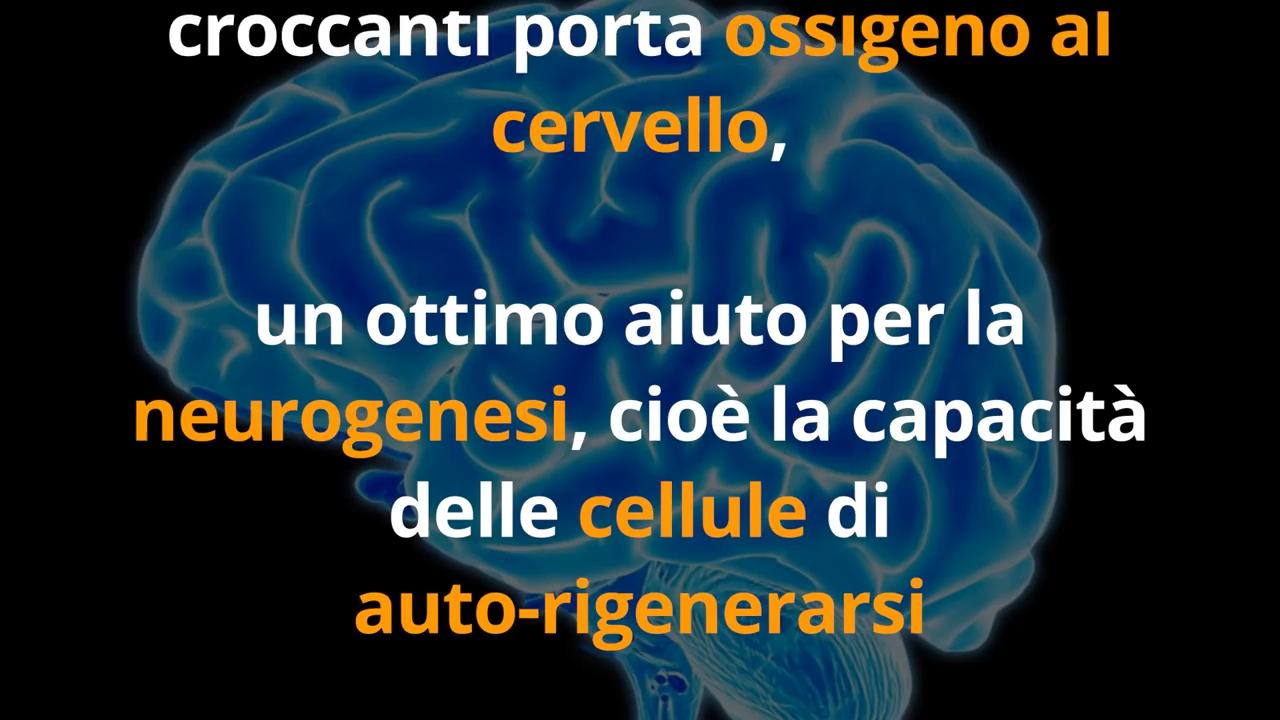 croccanti porta ossigeno al
cervello,
un ottimo aiuto per la
neurogenesi, cioè la capacità
delle cellule di
auto-rigenerarsi